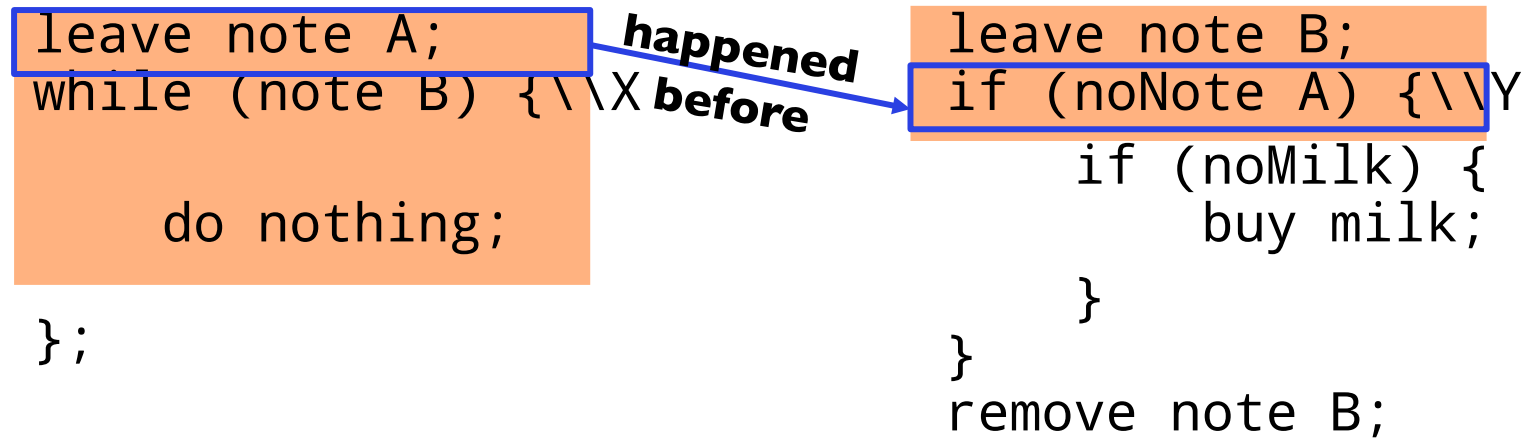 leave note A;
while (note B) {\\X
do nothing;
};
happened
before
leave note B;
if (noNote A) {\\Y
if (noMilk) {
buy milk;
}
}
remove note B;